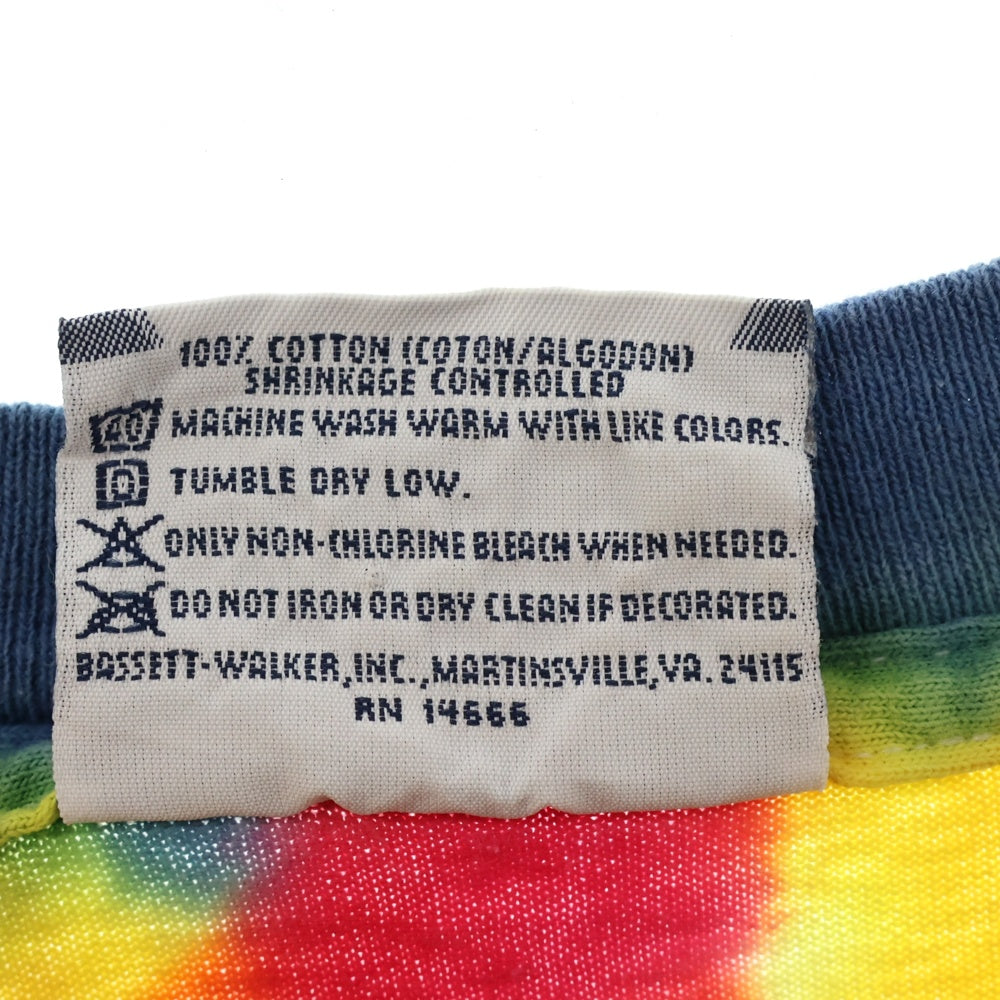 100% COTTON (COTON/ALGODON)
SHRINKAGE CONTROLLED
40 MACHINE WASH WARM WITH LIKE COLORS.
TUMBLE DRY LOW.
ONLY NON-CHLORINE BLEACH WHEN NEEDED.
DO NOT IRON OR DRY CLEAN IF DECORATED.
BASSETT-WALKER, INC., MARTINSVILLE, VA. 24115
RN 14666